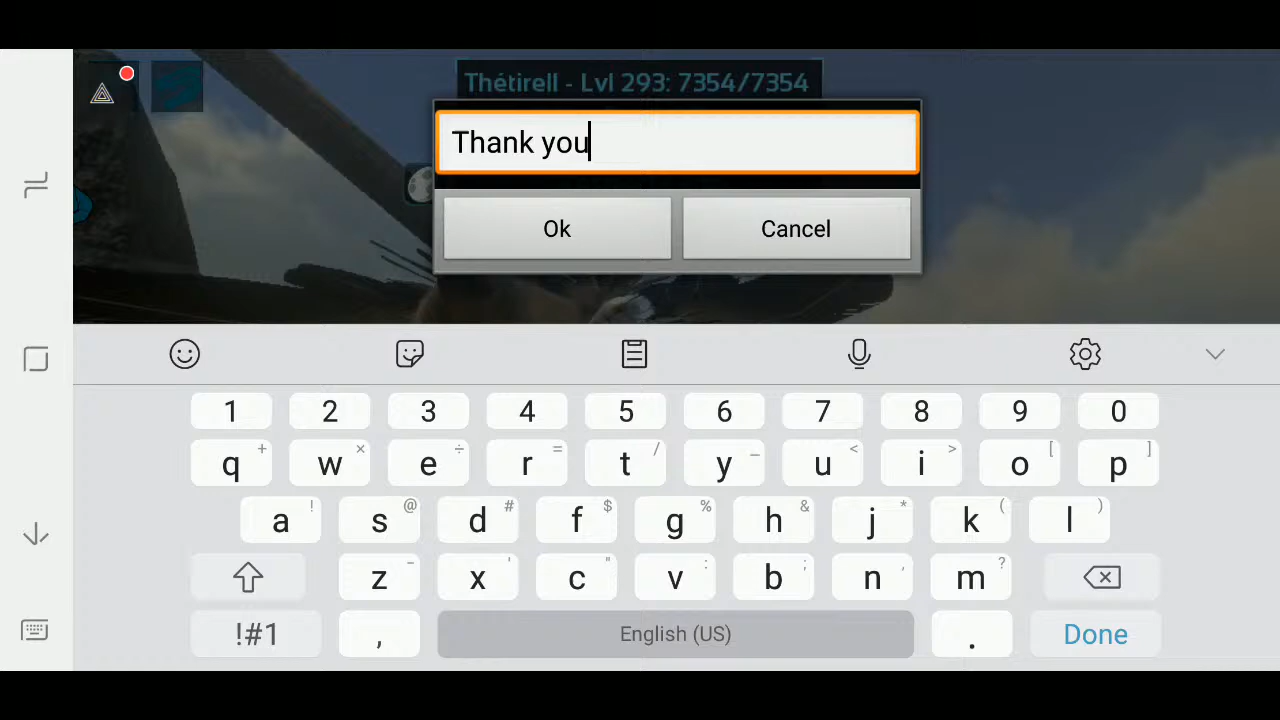 Thétirell - Lvl 293: 7354/7354
Thank you
Ok Cancel
1 2 3 4 5 6 7 8 9 0
q + w × e ÷ r = t / y _ u < i > o [ p ]
a ! s @ d # f $ g % h & j * k ( l )
z - x ' c " v : b ; n , m ?
!#1 , English (US) . Done